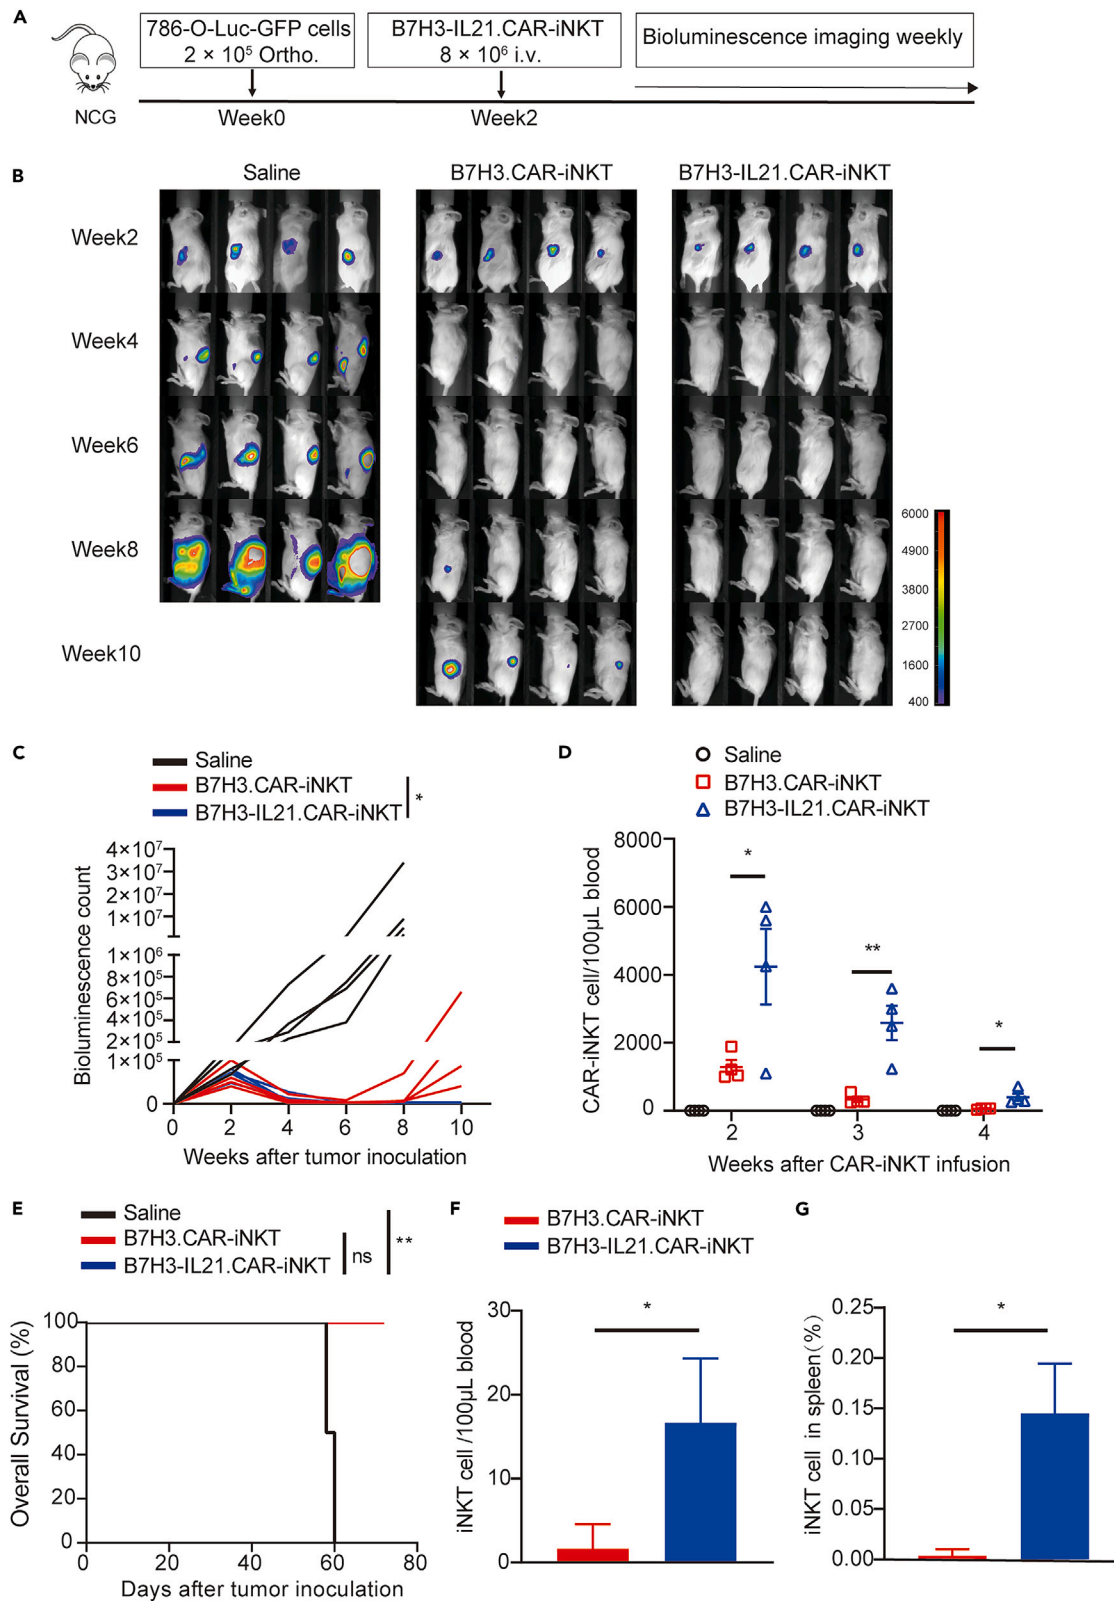 A
786-O-Luc-GFP cells
2 × 10⁵ Ortho.
B7H3-IL21.CAR-iNKT
8 × 10⁶ i.v.
Bioluminescence imaging weekly
NCG
Week0
Week2
B
Saline
B7H3.CAR-iNKT
B7H3-IL21.CAR-iNKT
Week2
Week4
Week6
Week8
Week10
6000
4900
3800
2700
1600
400
C
Saline
B7H3.CAR-iNKT
B7H3-IL21.CAR-iNKT
*
Bioluminescence count
4×10⁷
3×10⁷
2×10⁷
1×10⁷
1×10⁶
8×10⁵
6×10⁵
4×10⁵
2×10⁵
1×10⁵
0
0 2 4 6 8 10
Weeks after tumor inoculation
D
Saline
B7H3.CAR-iNKT
B7H3-IL21.CAR-iNKT
CAR-iNKT cell/100µL blood
8000
6000
4000
2000
0
*
**
*
2 3 4
Weeks after CAR-iNKT infusion
E
Saline
B7H3.CAR-iNKT
B7H3-IL21.CAR-iNKT
ns
**
Overall Survival (%)
100
80
60
40
20
0
0 20 40 60 80
Days after tumor inoculation
F
B7H3.CAR-iNKT
B7H3-IL21.CAR-iNKT
iNKT cell /100µL blood
30
20
10
0
*
G
iNKT cell in spleen(%)
0.25
0.20
0.15
0.10
0.05
0.00
*